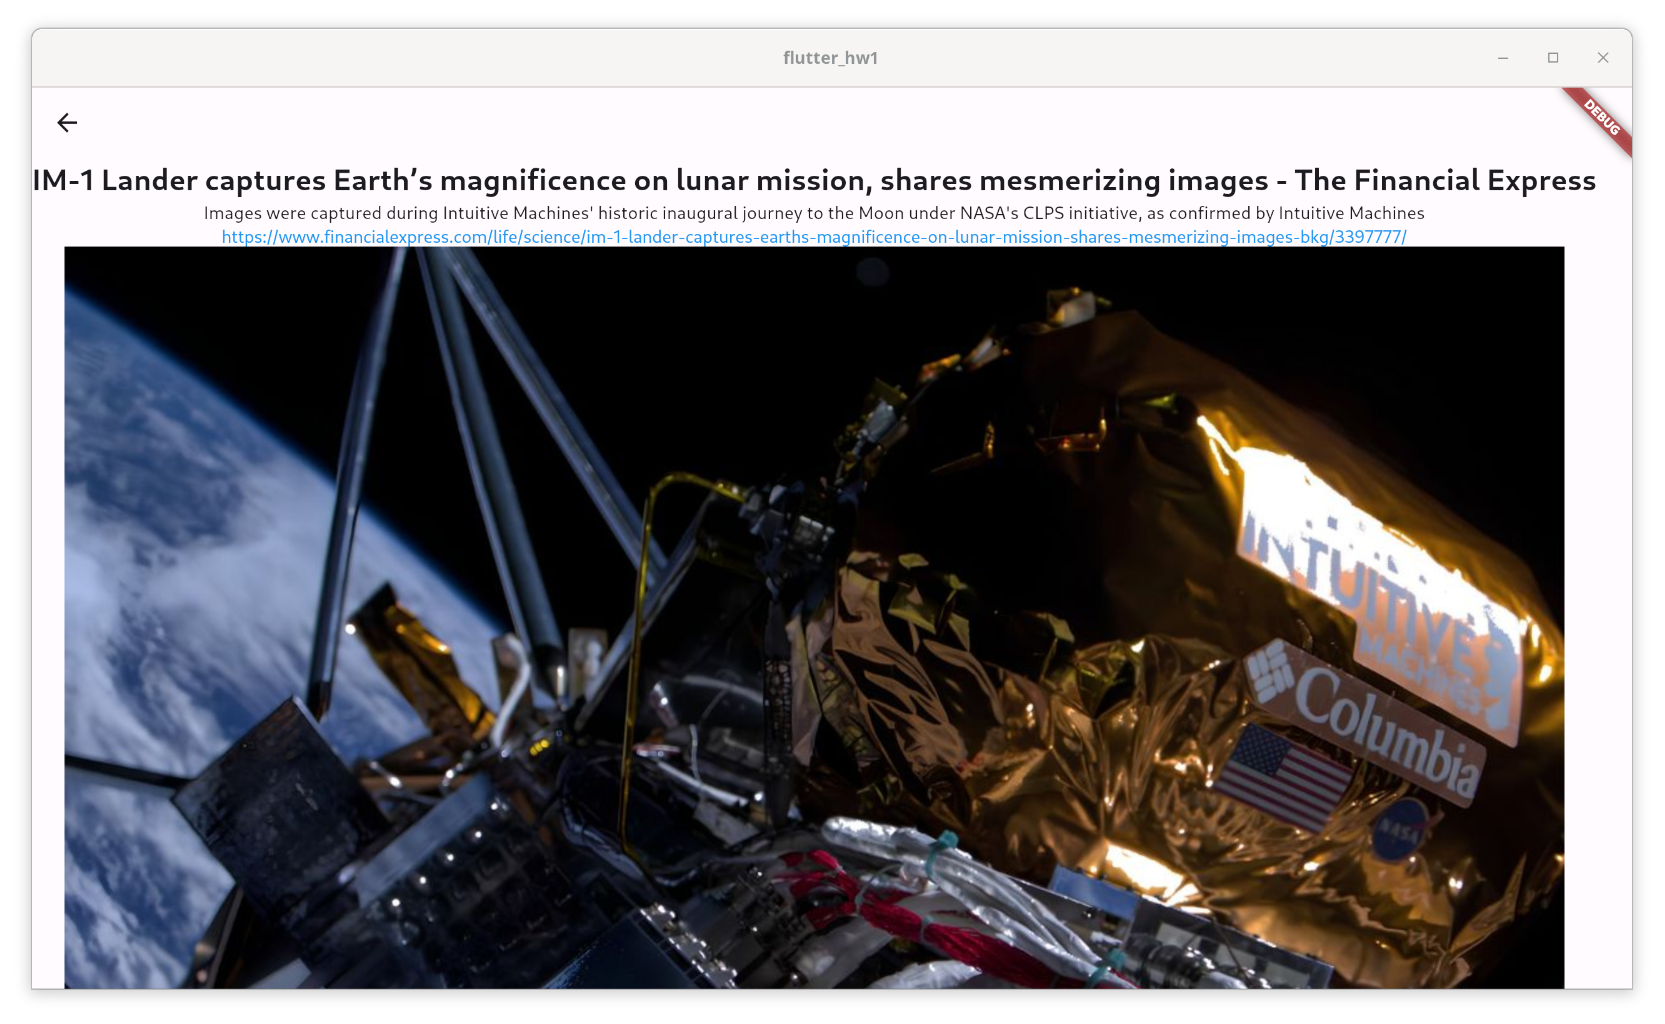 flutter_hw1
DEBUG
IM-1 Lander captures Earth’s magnificence on lunar mission, shares mesmerizing images - The Financial Express
Images were captured during Intuitive Machines' historic inaugural journey to the Moon under NASA's CLPS initiative, as confirmed by Intuitive Machines
https://www.financialexpress.com/life/science/im-1-lander-captures-earths-magnificence-on-lunar-mission-shares-mesmerizing-images-bkg/3397777/
INTUITIVE
MACHINES
Columbia
NASA